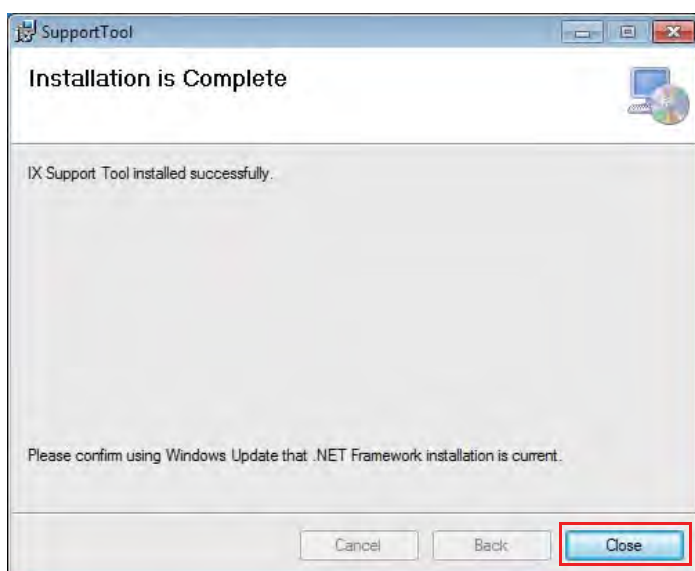 SupportTool
Installation is Complete
IX Support Tool installed successfully.
Please confirm using Windows Update that .NET Framework installation is current.
Cancel
Back
Close